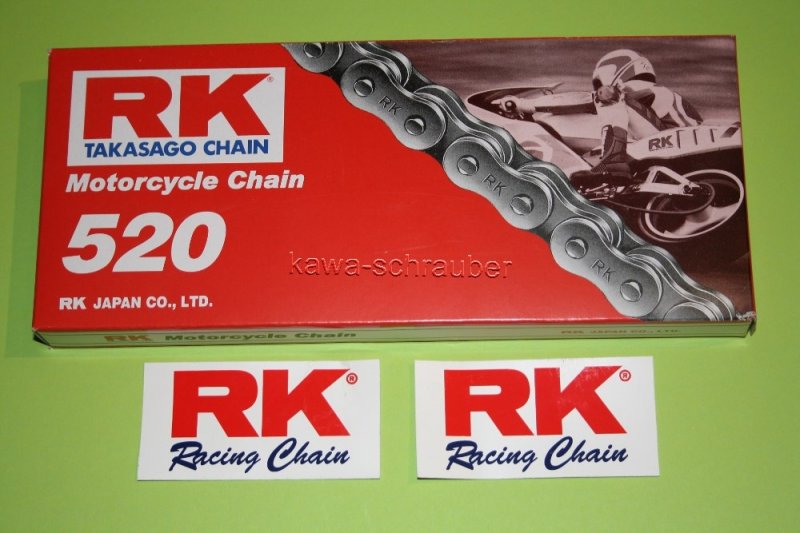 RK®
TAKASAGO CHAIN
Motorcycle Chain
520
RK JAPAN CO., LTD.
RK
RK
RK
RK
kawa-schrauber
RK Motorcycle Chain
RK JAPAN CO., LTD.
RK®
Racing Chain
RK®
Racing Chain